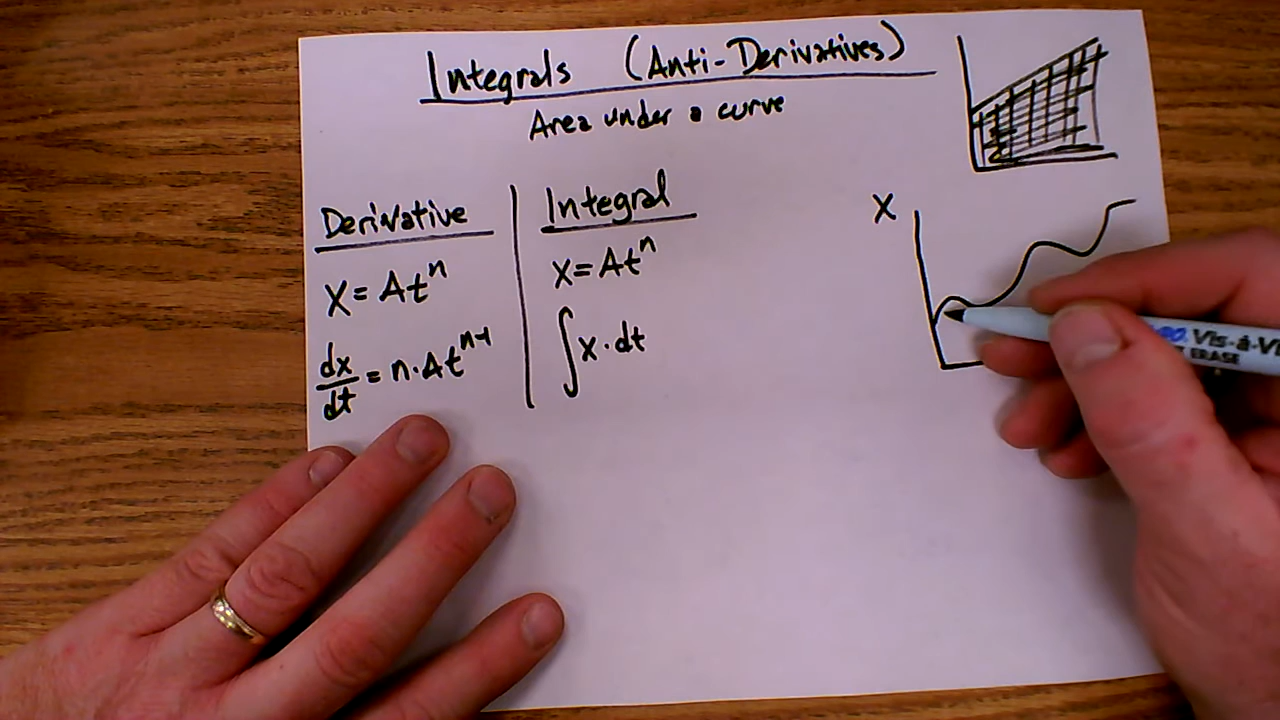 Integrals (Anti-Derivatives)
Area under a curve
Derivative
x = At^n
dx/dt = n·At^(n-1)
Integral
x = At^n
∫x·dt
X
Vis-à-Vi
ERASE